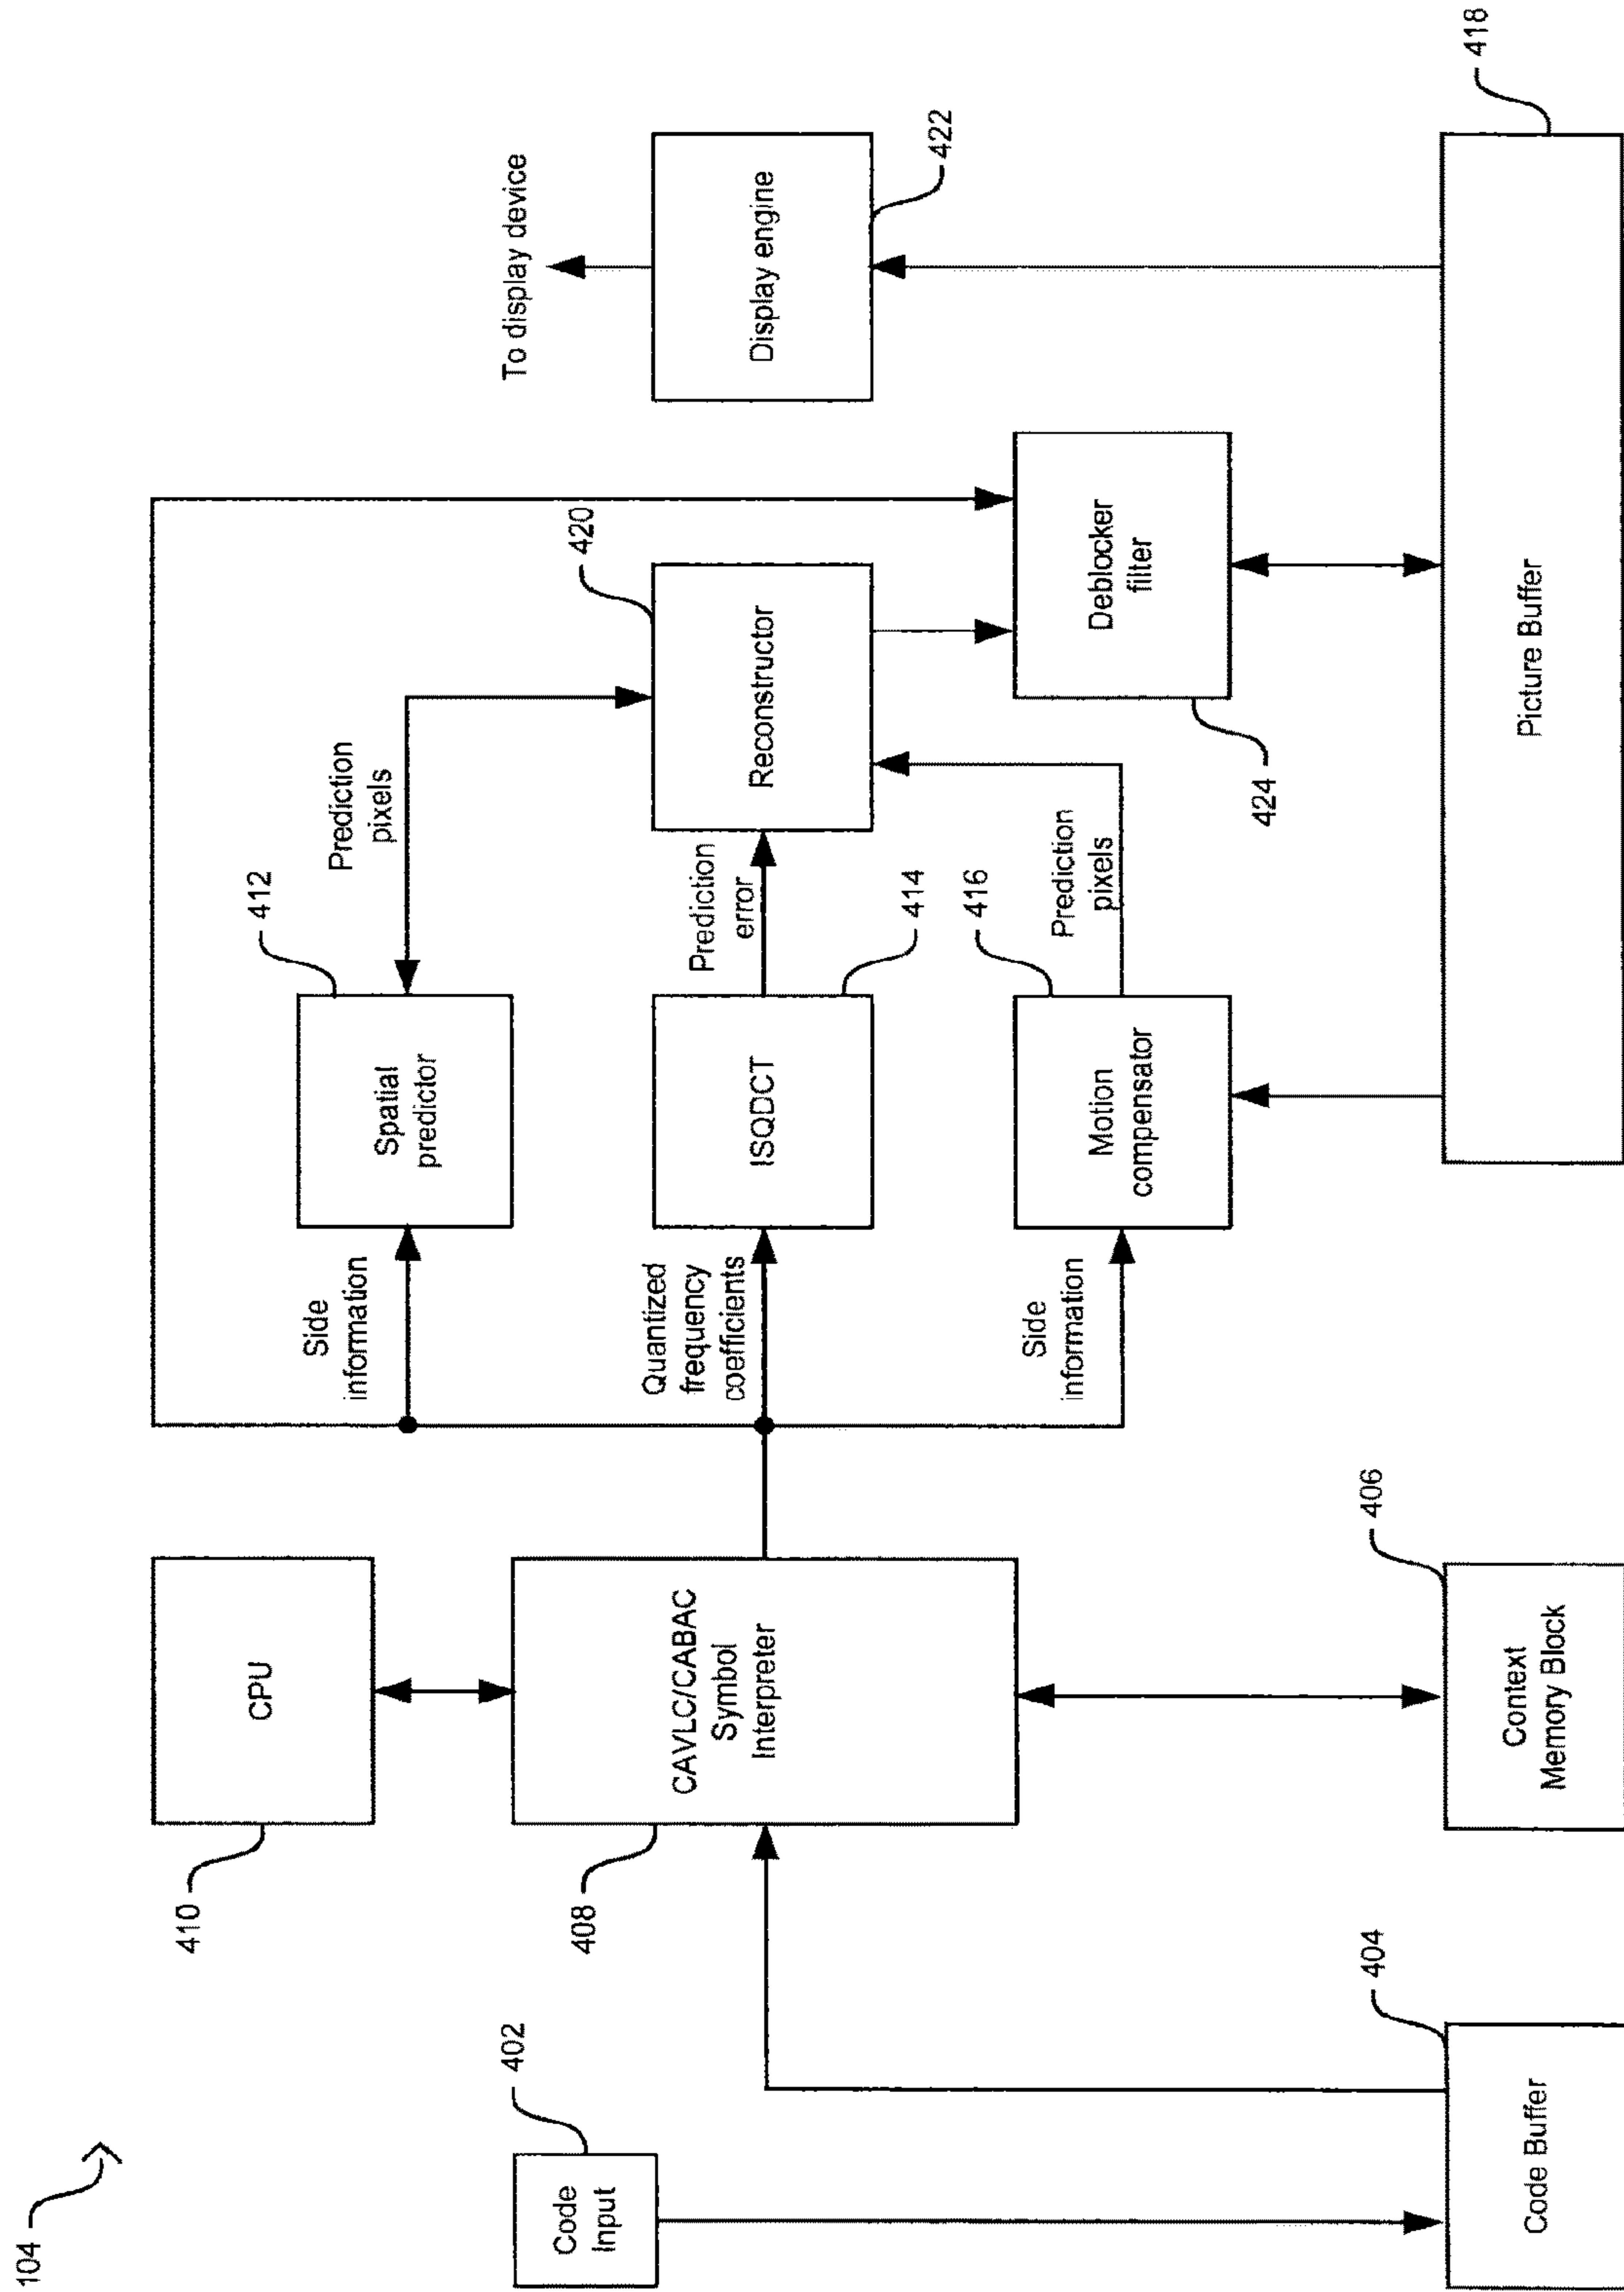 104
Code
Input
402
Code Buffer
404
410
CPU
408
CAVLC/CABAC
Symbol
Interpreter
Context
Memory Block
406
Side
information
Quantized
frequency
coefficients
Side
information
Spatial
predictor
412
ISQDCT
414
Motion
compensator
416
Prediction
pixels
Prediction
error
Prediction
pixels
Reconstructor
420
Deblocker
filter
424
To display device
Display engine
422
Picture Buffer
418